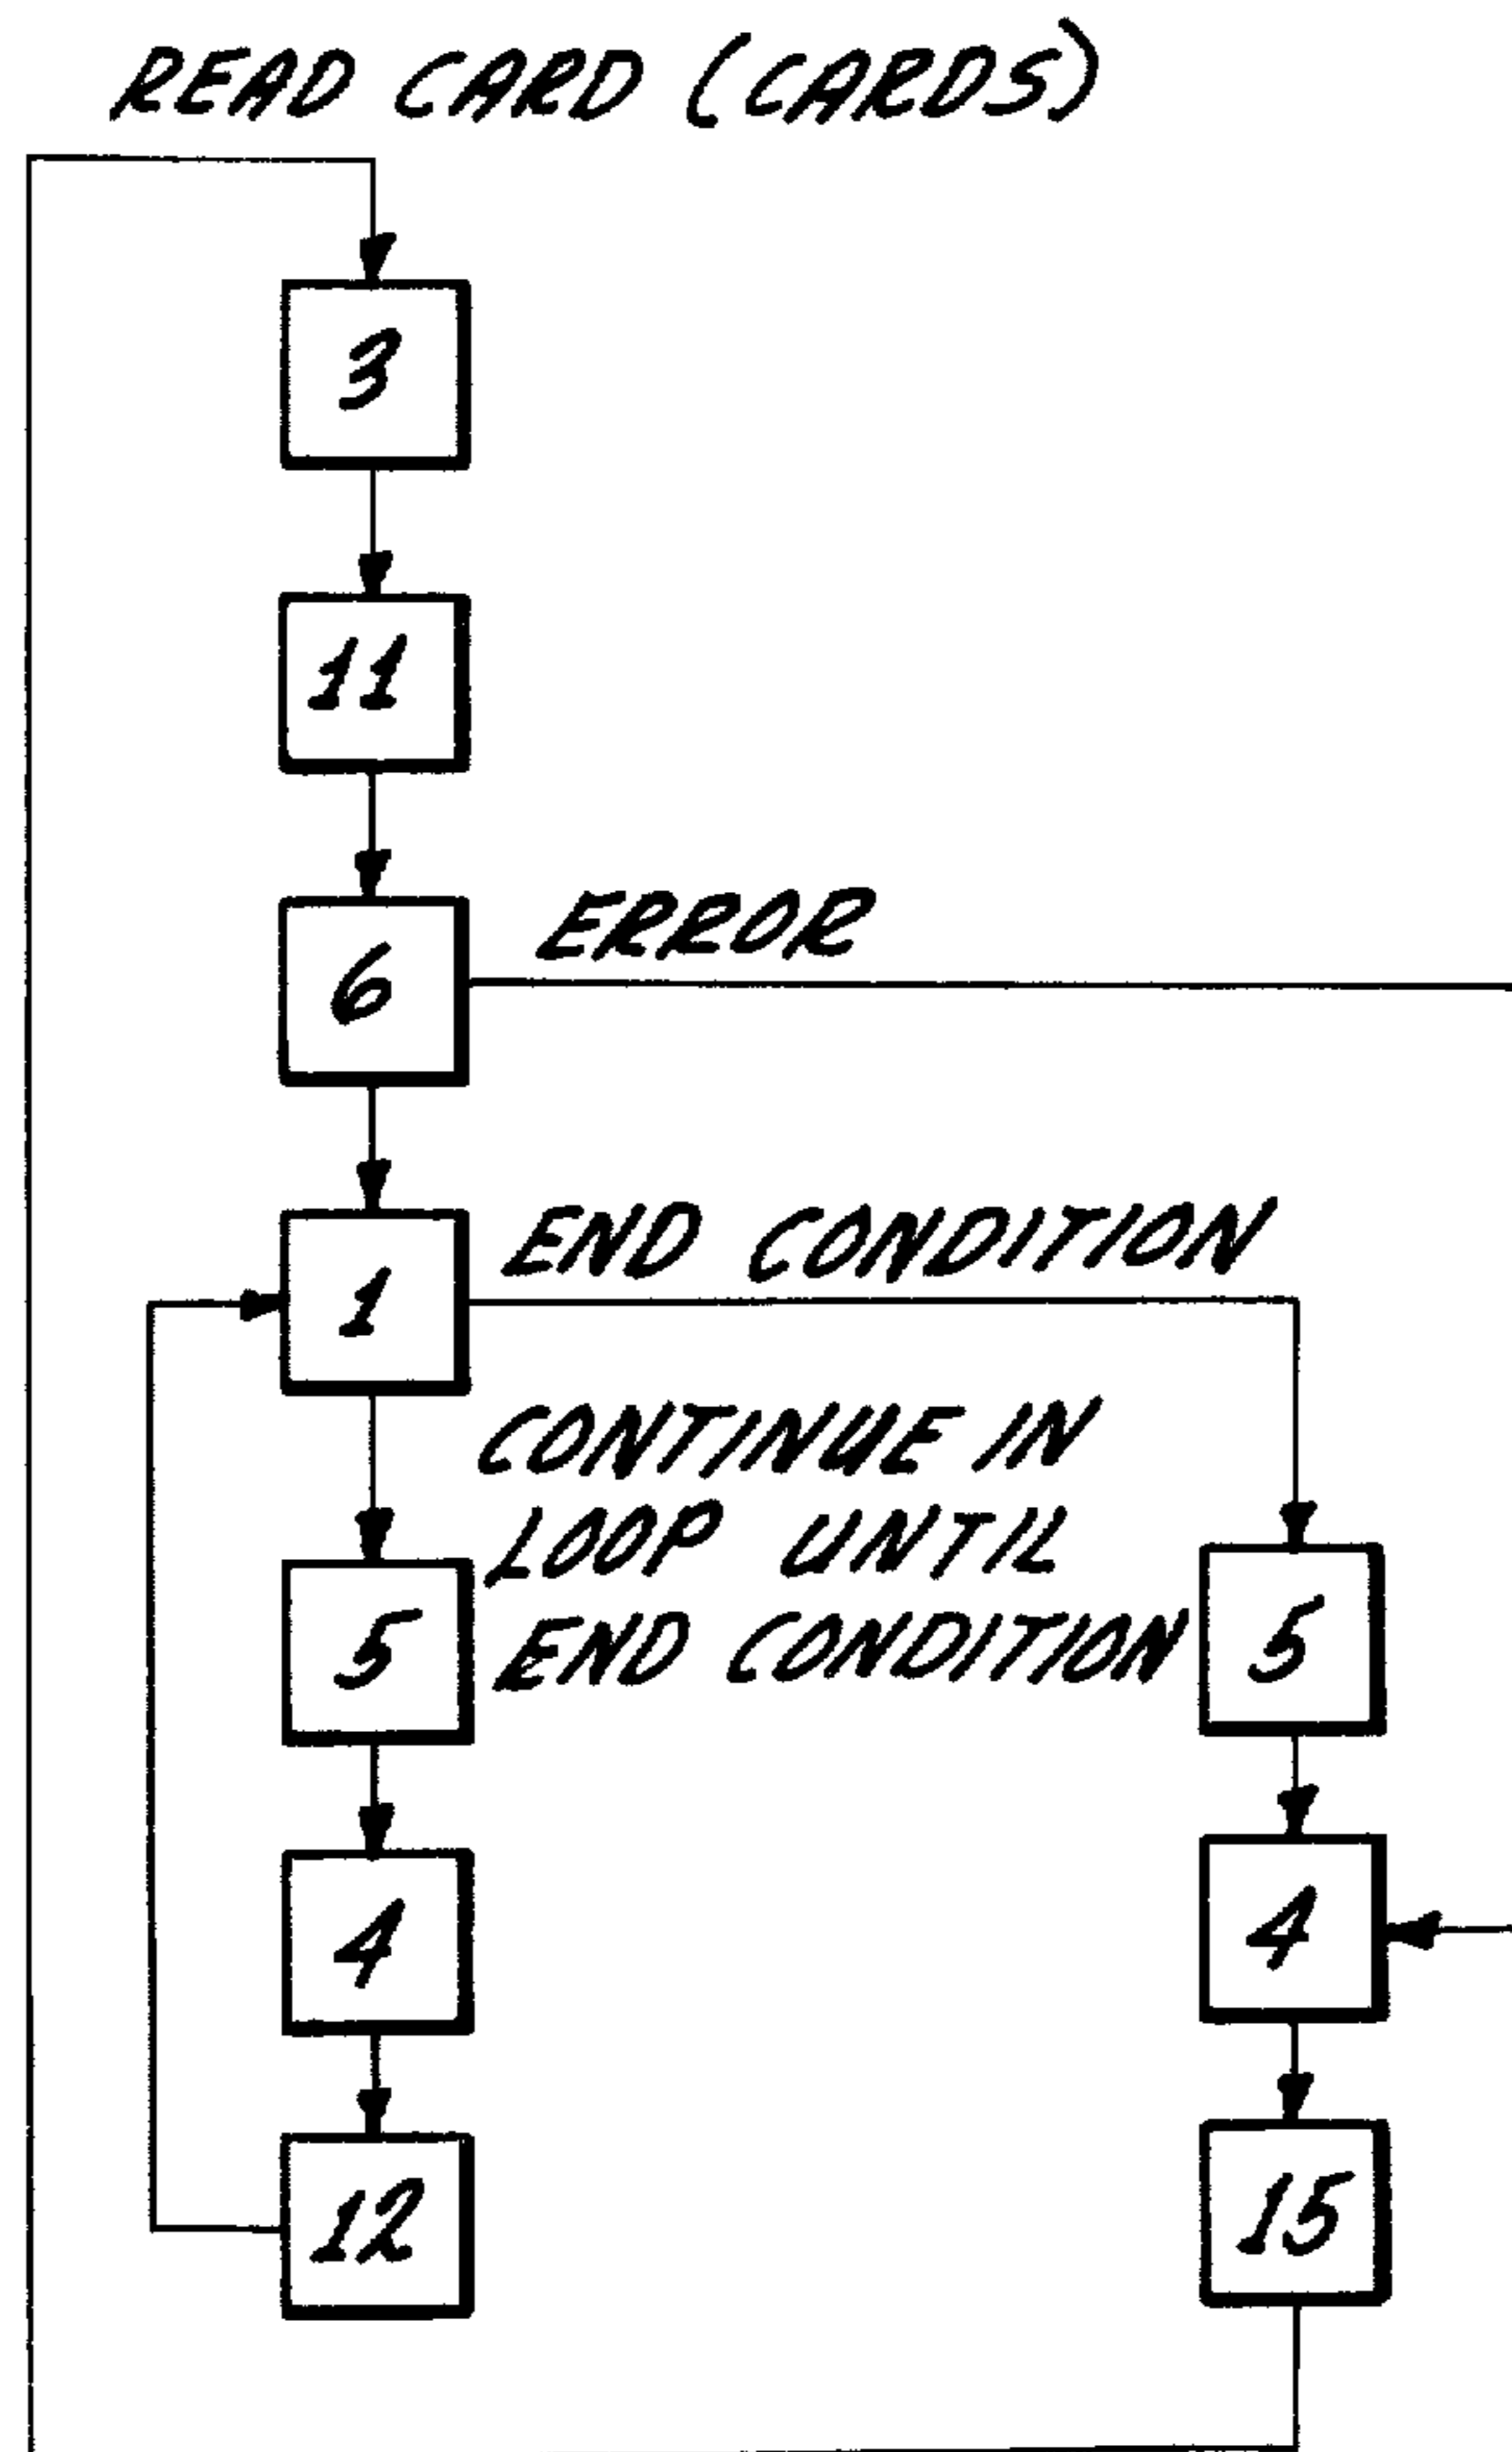 READ CARD (CARDS)
3
11
6
ERROR
1
END CONDITION
CONTINUE IN
LOOP UNTIL
END CONDITION
5
5
4
4
12
15